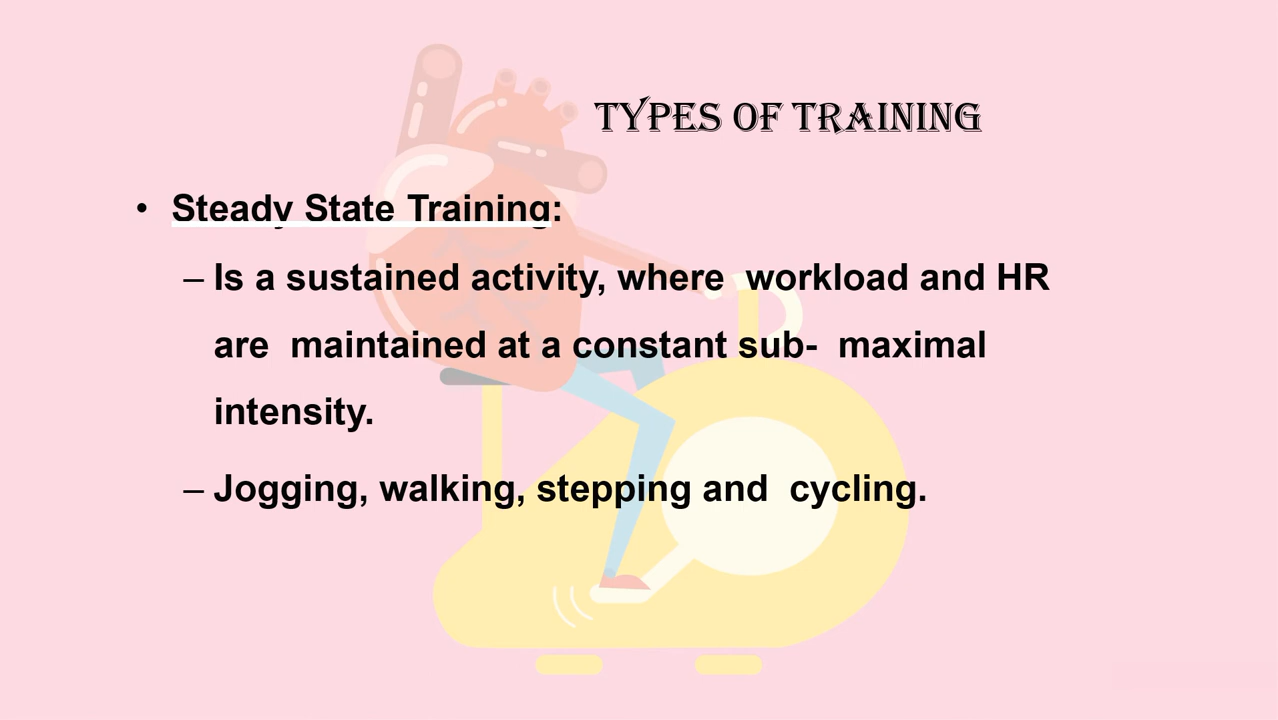 TYPES OF TRAINING
• Steady State Training:
– Is a sustained activity, where  workload and HR
are  maintained at a constant sub-  maximal
intensity.
– Jogging, walking, stepping and  cycling.